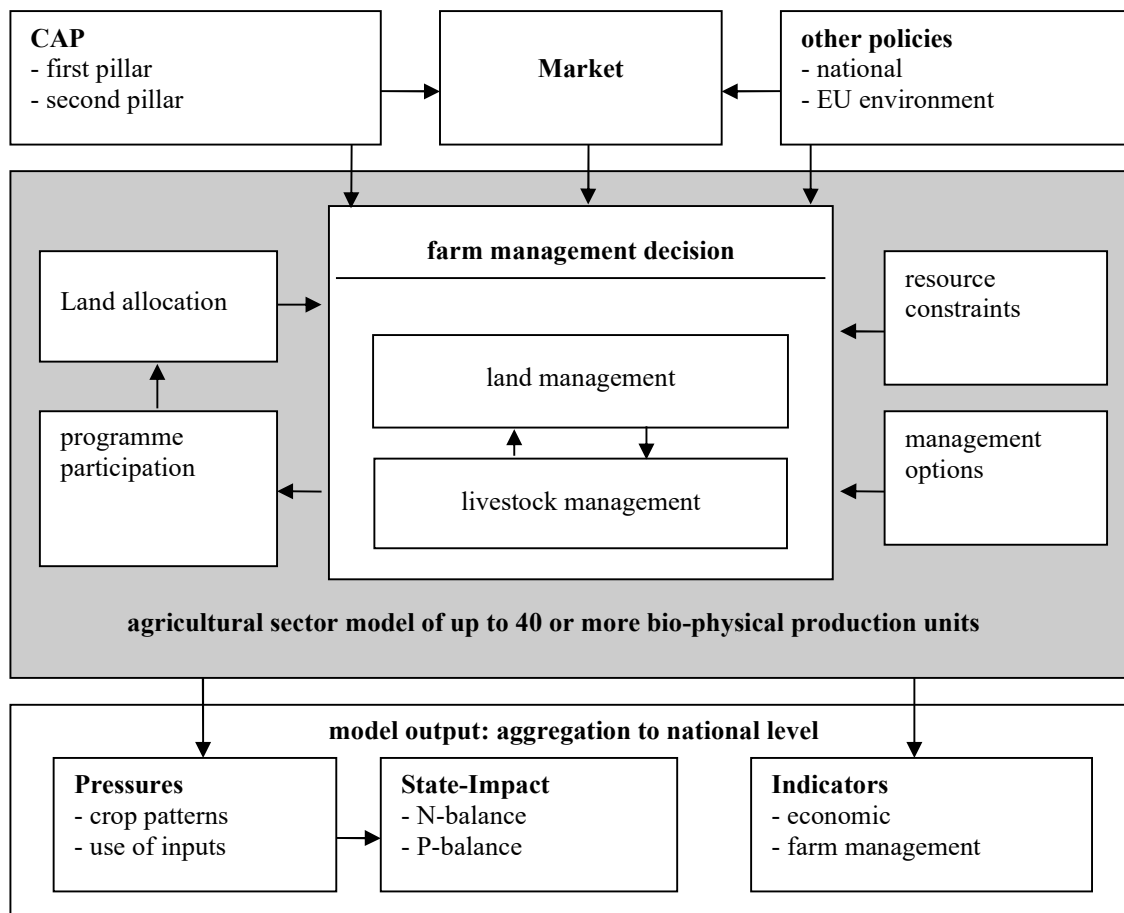 CAP
- first pillar
- second pillar
Market
other policies
- national
- EU environment
farm management decision
Land allocation
resource
constraints
land management
programme
participation
management
options
livestock management
agricultural sector model of up to 40 or more bio-physical production units
model output: aggregation to national level
Pressures
- crop patterns
- use of inputs
State-Impact
- N-balance
- P-balance
Indicators
- economic
- farm management